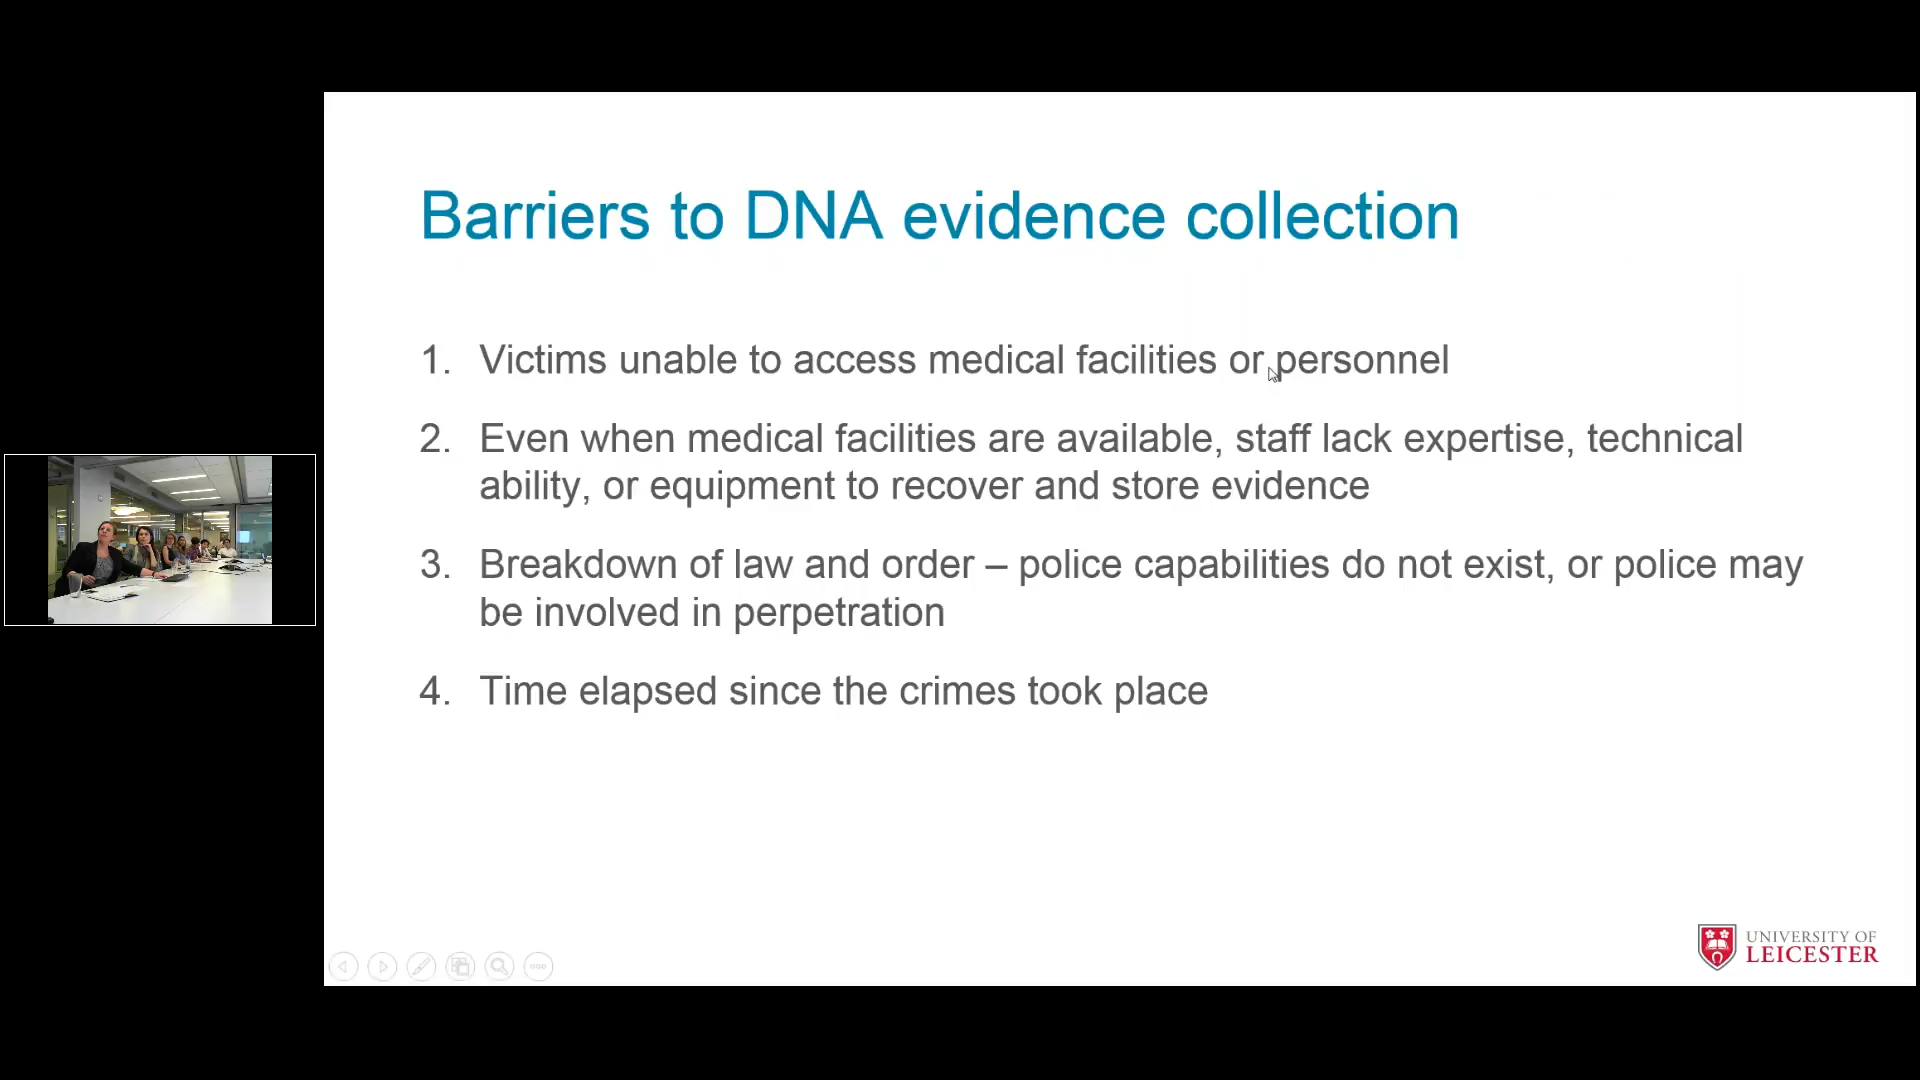 Barriers to DNA evidence collection
1. Victims unable to access medical facilities or personnel
2. Even when medical facilities are available, staff lack expertise, technical
ability, or equipment to recover and store evidence
3. Breakdown of law and order – police capabilities do not exist, or police may
be involved in perpetration
4. Time elapsed since the crimes took place
UNIVERSITY OF
LEICESTER